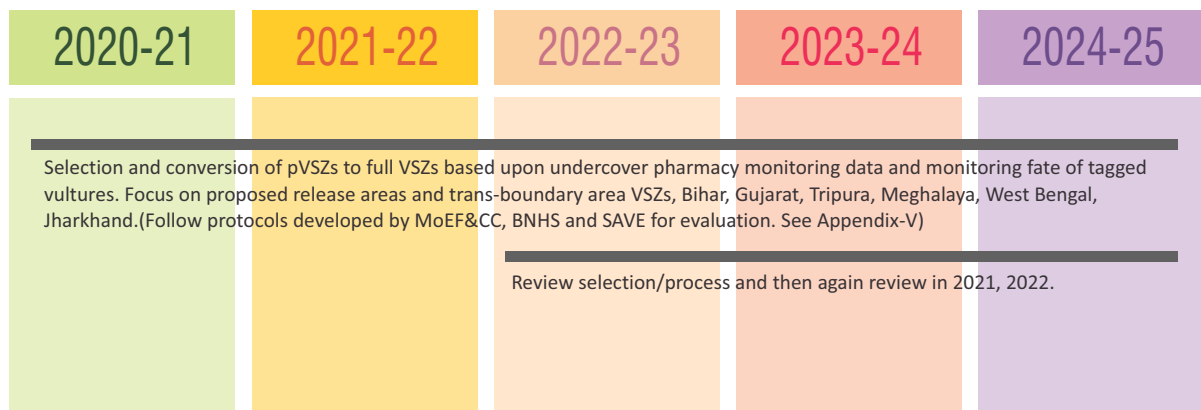 2020-21 2021-22 2022-23 2023-24 2024-25
Selection and conversion of pVSZs to full VSZs based upon undercover pharmacy monitoring data and monitoring fate of tagged
vultures. Focus on proposed release areas and trans-boundary area VSZs, Bihar, Gujarat, Tripura, Meghalaya, West Bengal,
Jharkhand.(Follow protocols developed by MoEF&CC, BNHS and SAVE for evaluation. See Appendix-V)
Review selection/process and then again review in 2021, 2022.